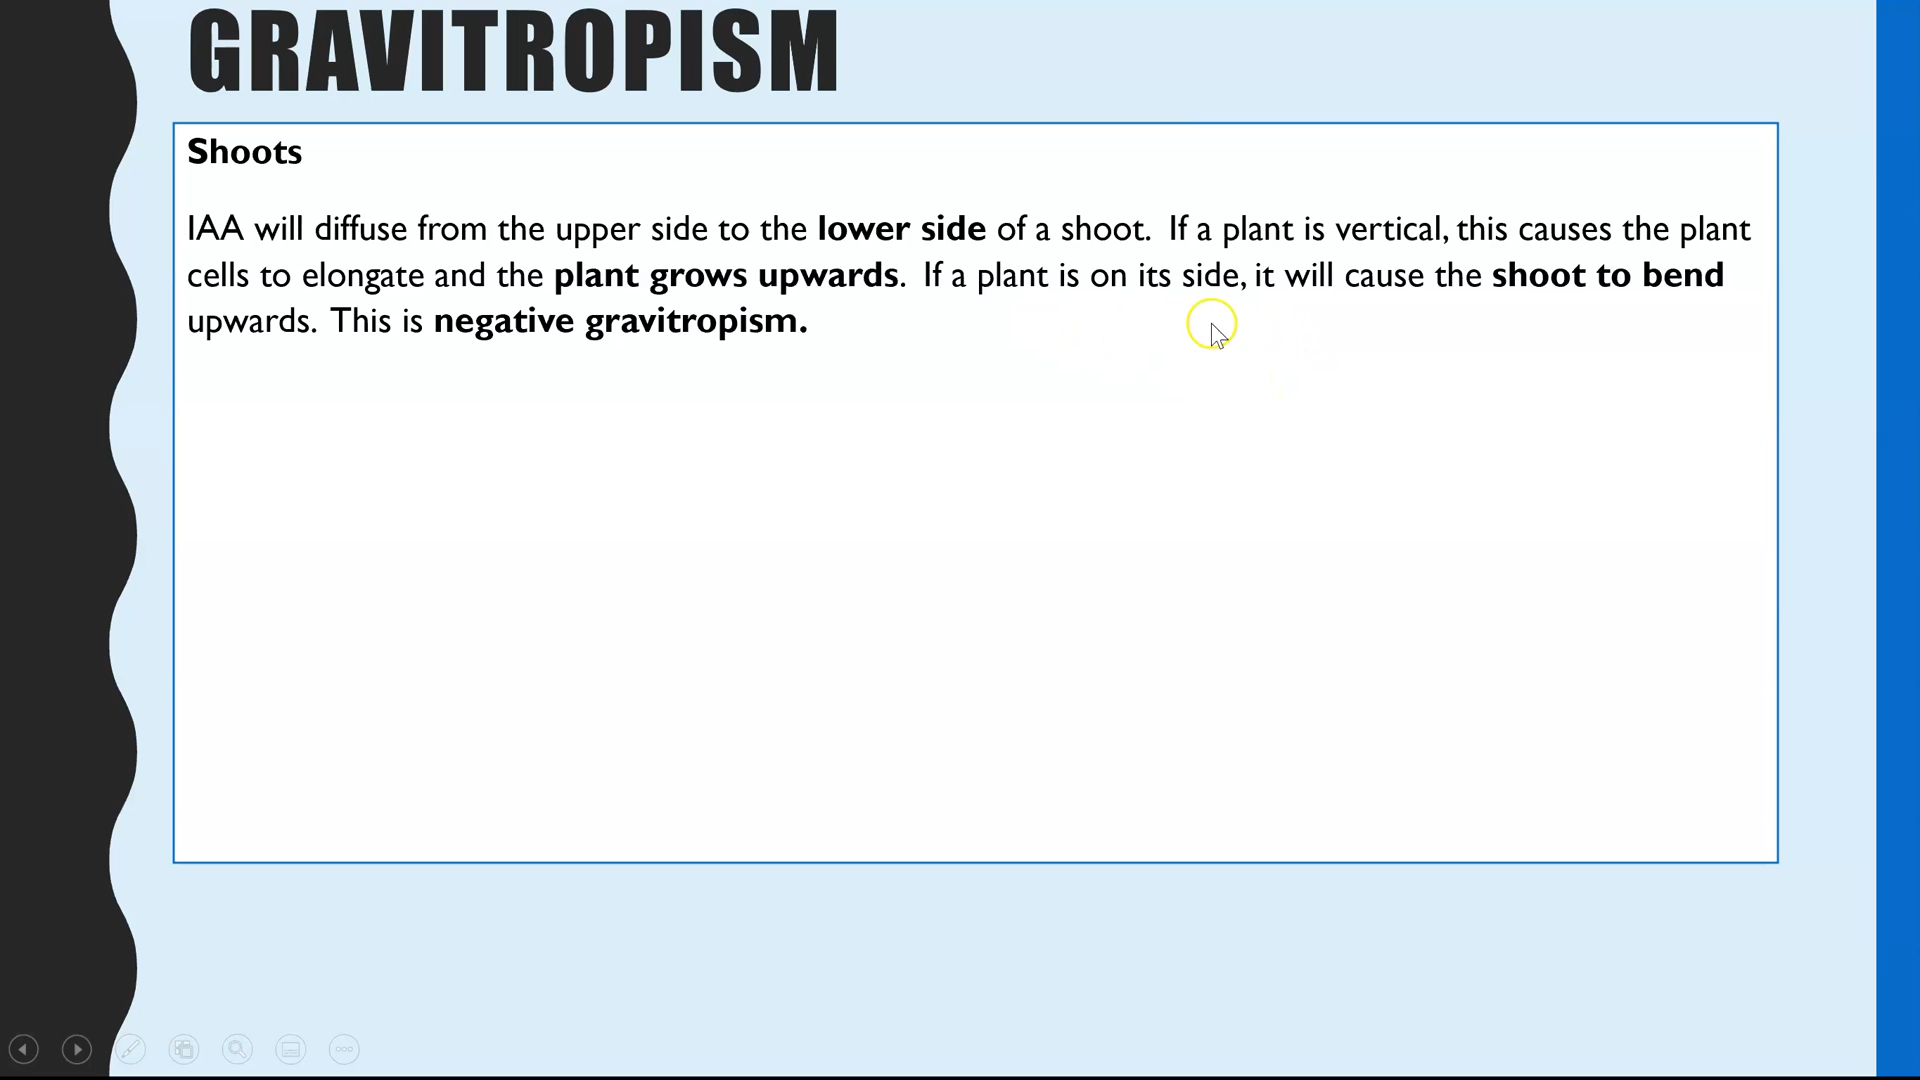 GRAVITROPISM
Shoots
IAA will diffuse from the upper side to the lower side of a shoot. If a plant is vertical, this causes the plant
cells to elongate and the plant grows upwards. If a plant is on its side, it will cause the shoot to bend
upwards. This is negative gravitropism.